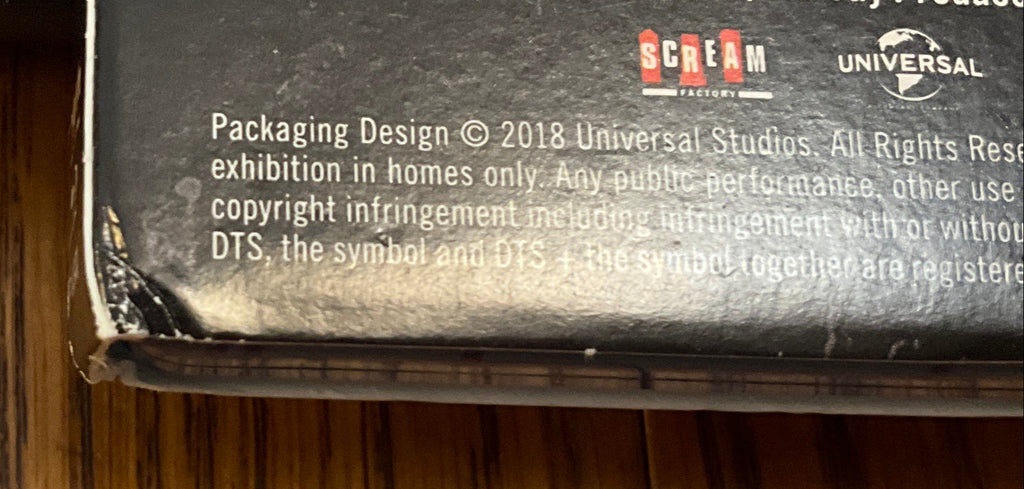 SCREAM
FACTORY
UNIVERSAL
Packaging Design © 2018 Universal Studios. All Rights Rese
exhibition in homes only. Any public performance, other use
copyright infringement including infringement with or withou
DTS, the symbol and DTS + the symbol together are registere